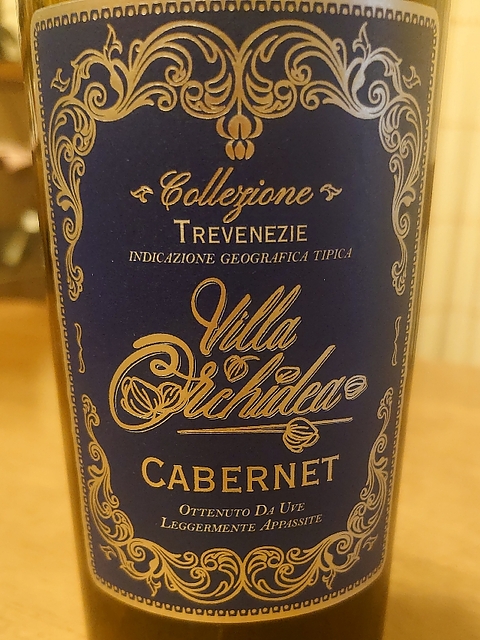 Collezione
TREVENEZIE
INDICAZIONE GEOGRAFICA TIPICA
Villa
Orchidea
CABERNET
OTTENUTO DA UVE
LEGGERMENTE APPASSITE